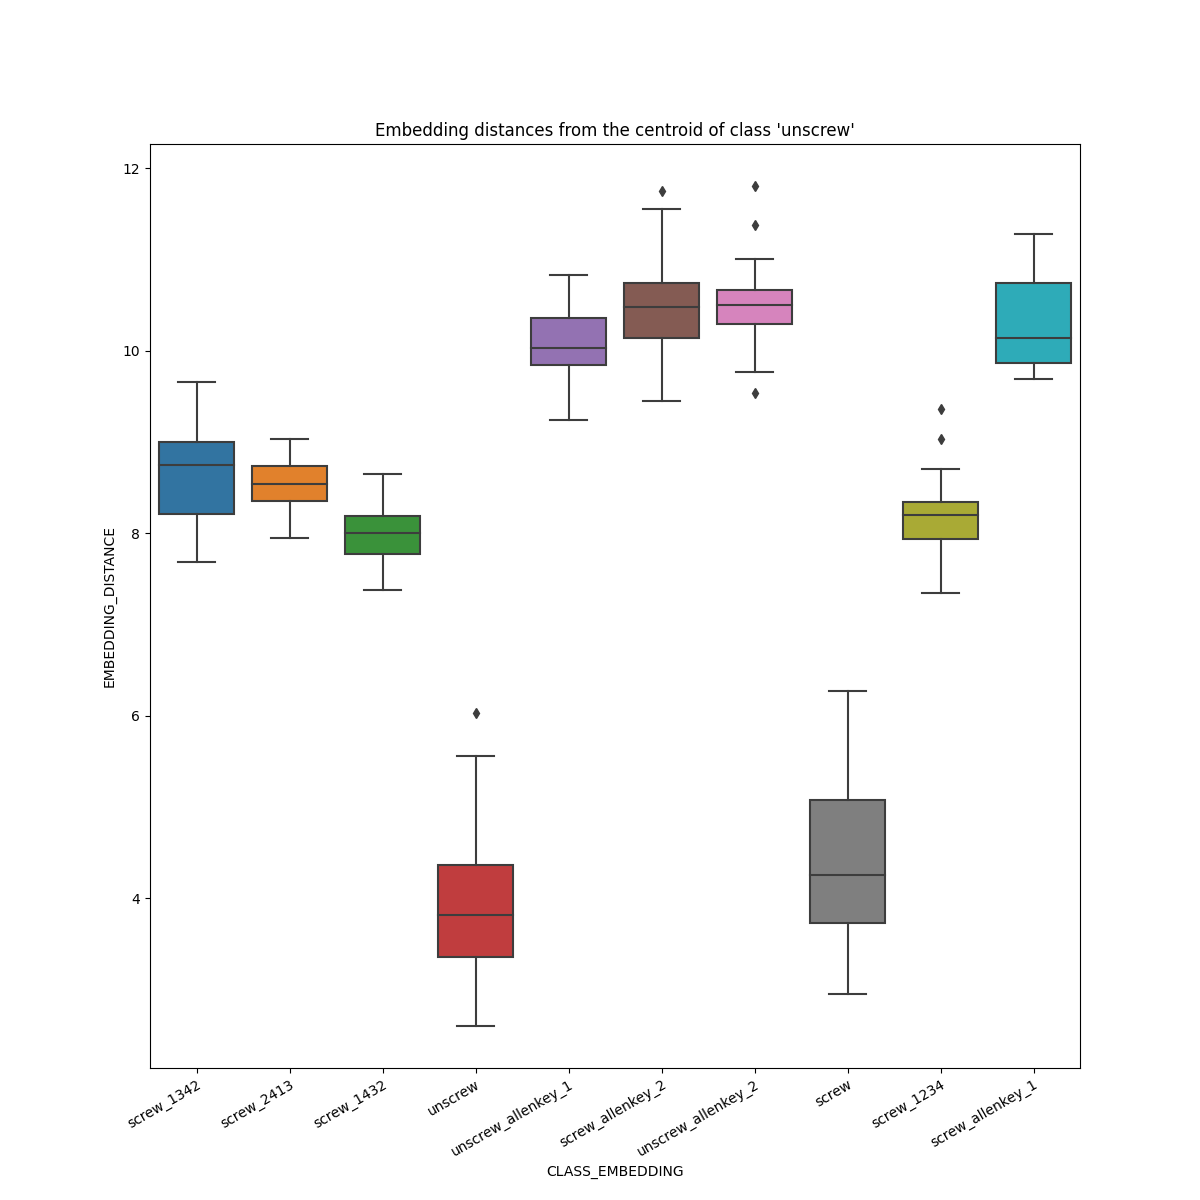 Embedding distances from the centroid of class 'unscrew'
12
10
8
6
4
EMBEDDING_DISTANCE
screw_1342
screw_2413
screw_1432
unscrew
unscrew_allenkey_1
screw_allenkey_2
unscrew_allenkey_2
screw
screw_1234
screw_allenkey_1
CLASS_EMBEDDING